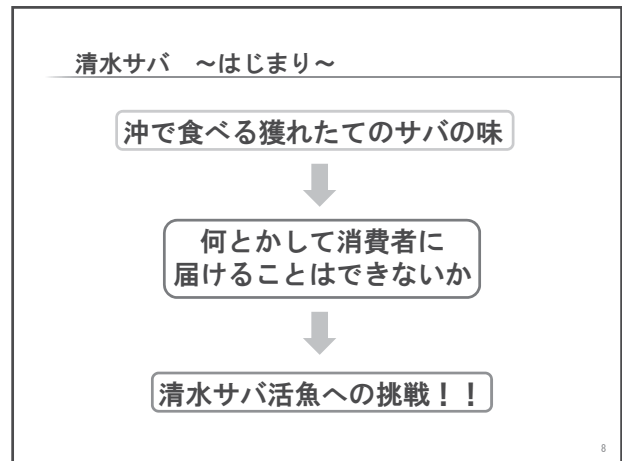 清水サバ　～はじまり～
沖で食べる獲れたてのサバの味
何とかして消費者に
届けることはできないか
清水サバ活魚への挑戦！！
8